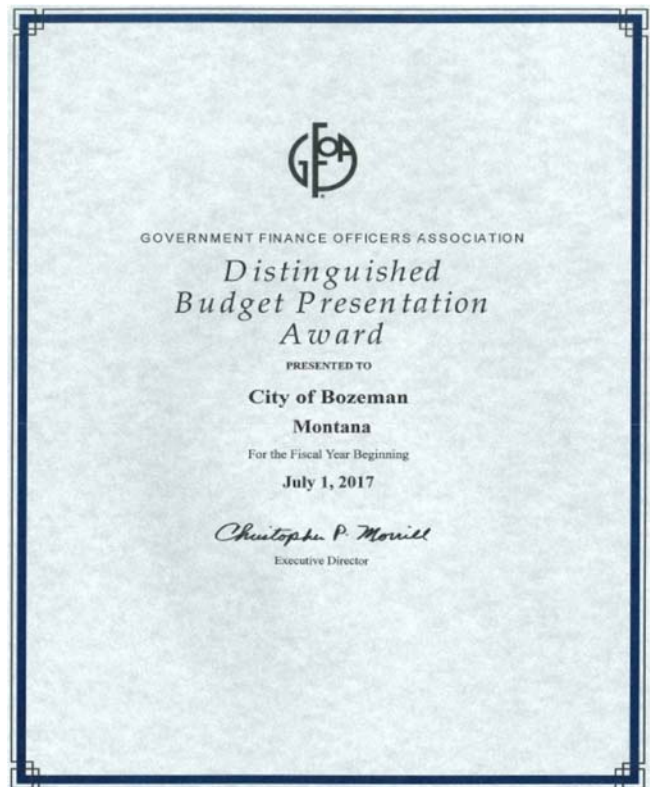 GFOA
GOVERNMENT FINANCE OFFICERS ASSOCIATION
Distinguished
Budget Presentation
Award
PRESENTED TO
City of Bozeman
Montana
For the Fiscal Year Beginning
July 1, 2017
Christopher P. Morrill
Executive Director